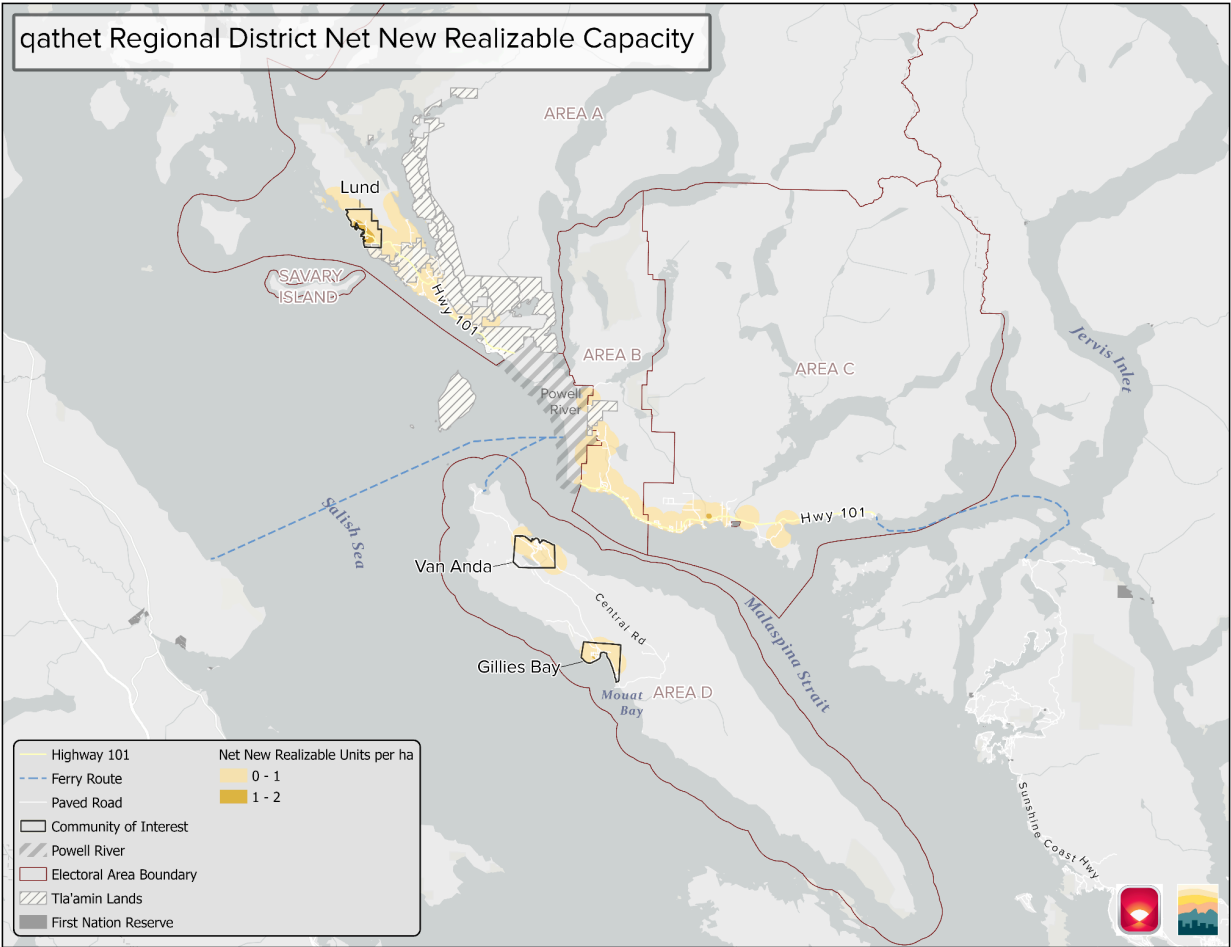 qathet Regional District Net New Realizable Capacity
AREA A
Lund
SAVARY
ISLAND
Hwy 101
AREA B
AREA C
Jervis Inlet
Powell
River
Salish Sea
Hwy 101
Van Anda
Central Rd
Malaspina Strait
Gillies Bay
Mouat
Bay
AREA D
Sunshine Coast Hwy
Highway 101
Ferry Route
Paved Road
Community of Interest
Powell River
Electoral Area Boundary
Tla'amin Lands
First Nation Reserve
Net New Realizable Units per ha
0 - 1
1 - 2